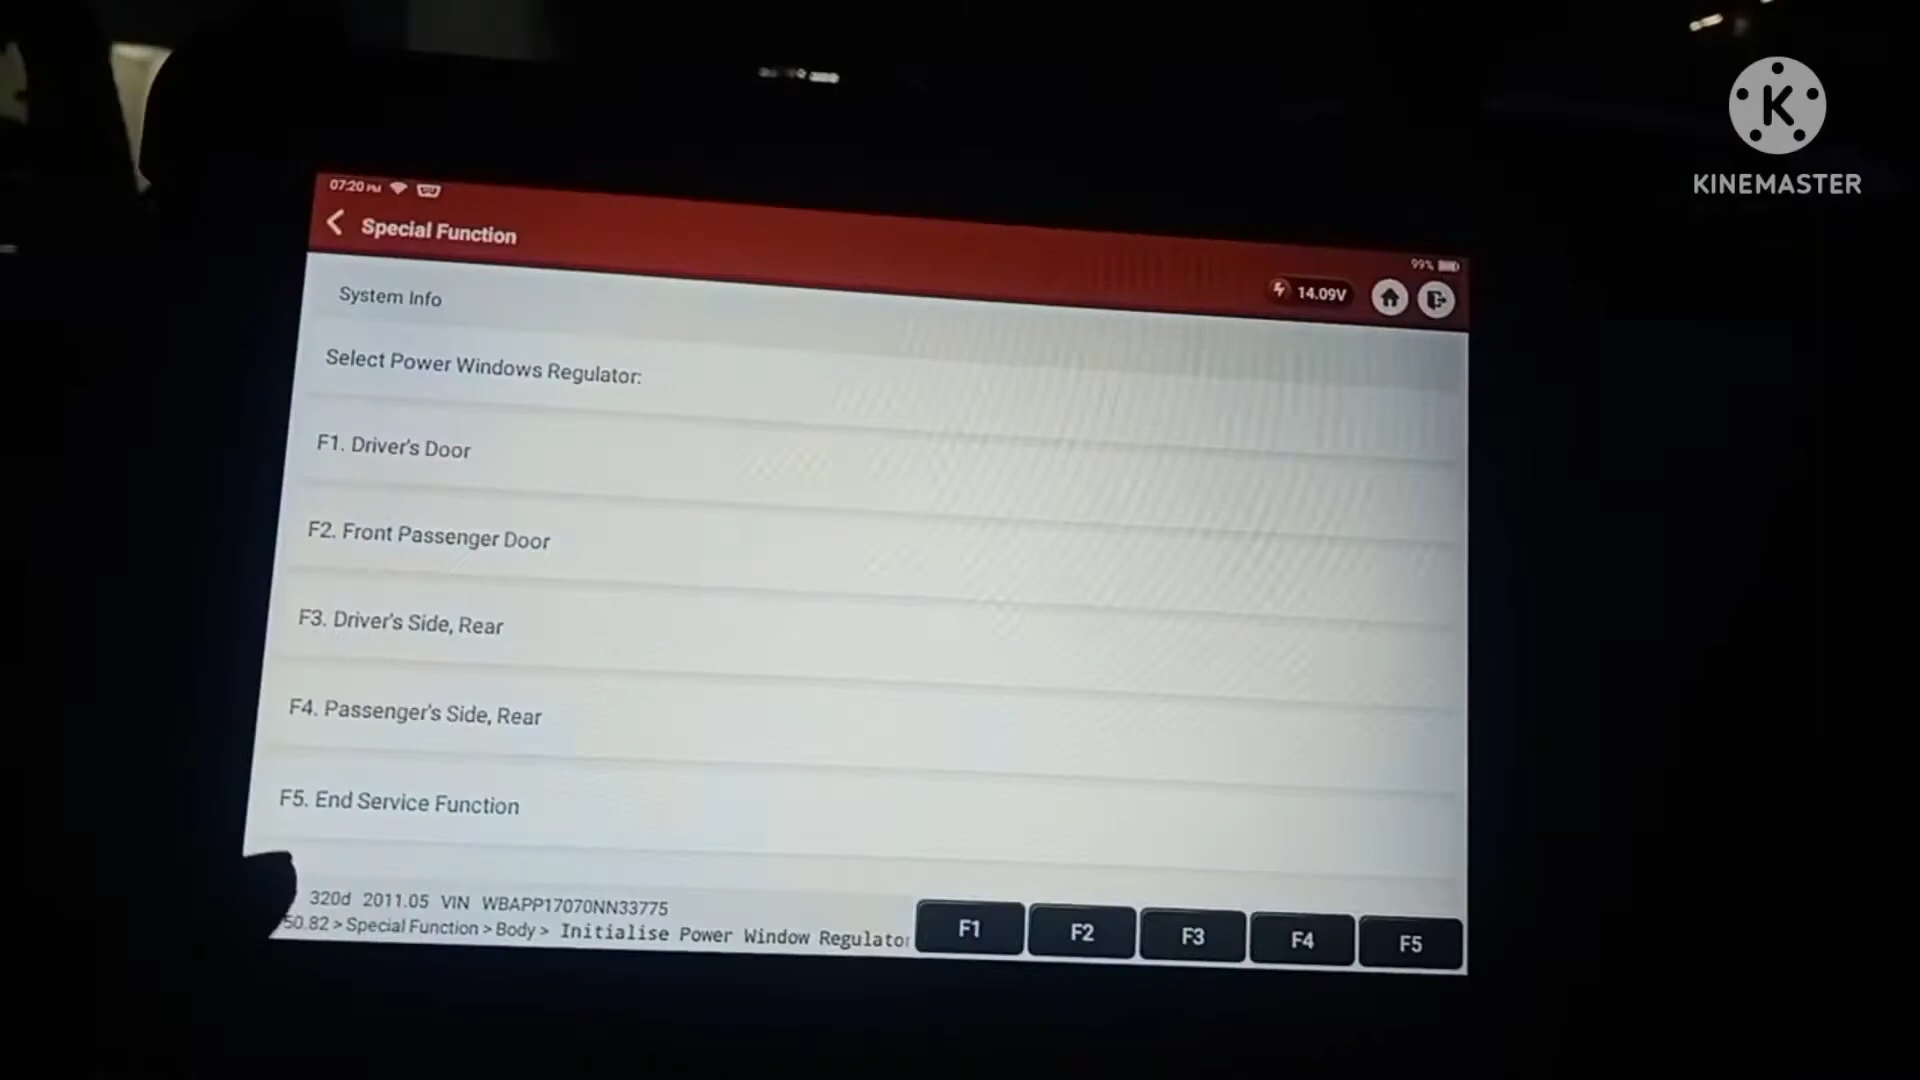 K
KINEMASTER
07:20 PM
Special Function
99%
14.09V
System Info
Select Power Windows Regulator:
F1. Driver's Door
F2. Front Passenger Door
F3. Driver's Side, Rear
F4. Passenger's Side, Rear
F5. End Service Function
320d 2011.05 VIN WBAPP17070NN33775
50.82 > Special Function > Body > Initialise Power Window Regulator
F1 F2 F3 F4 F5